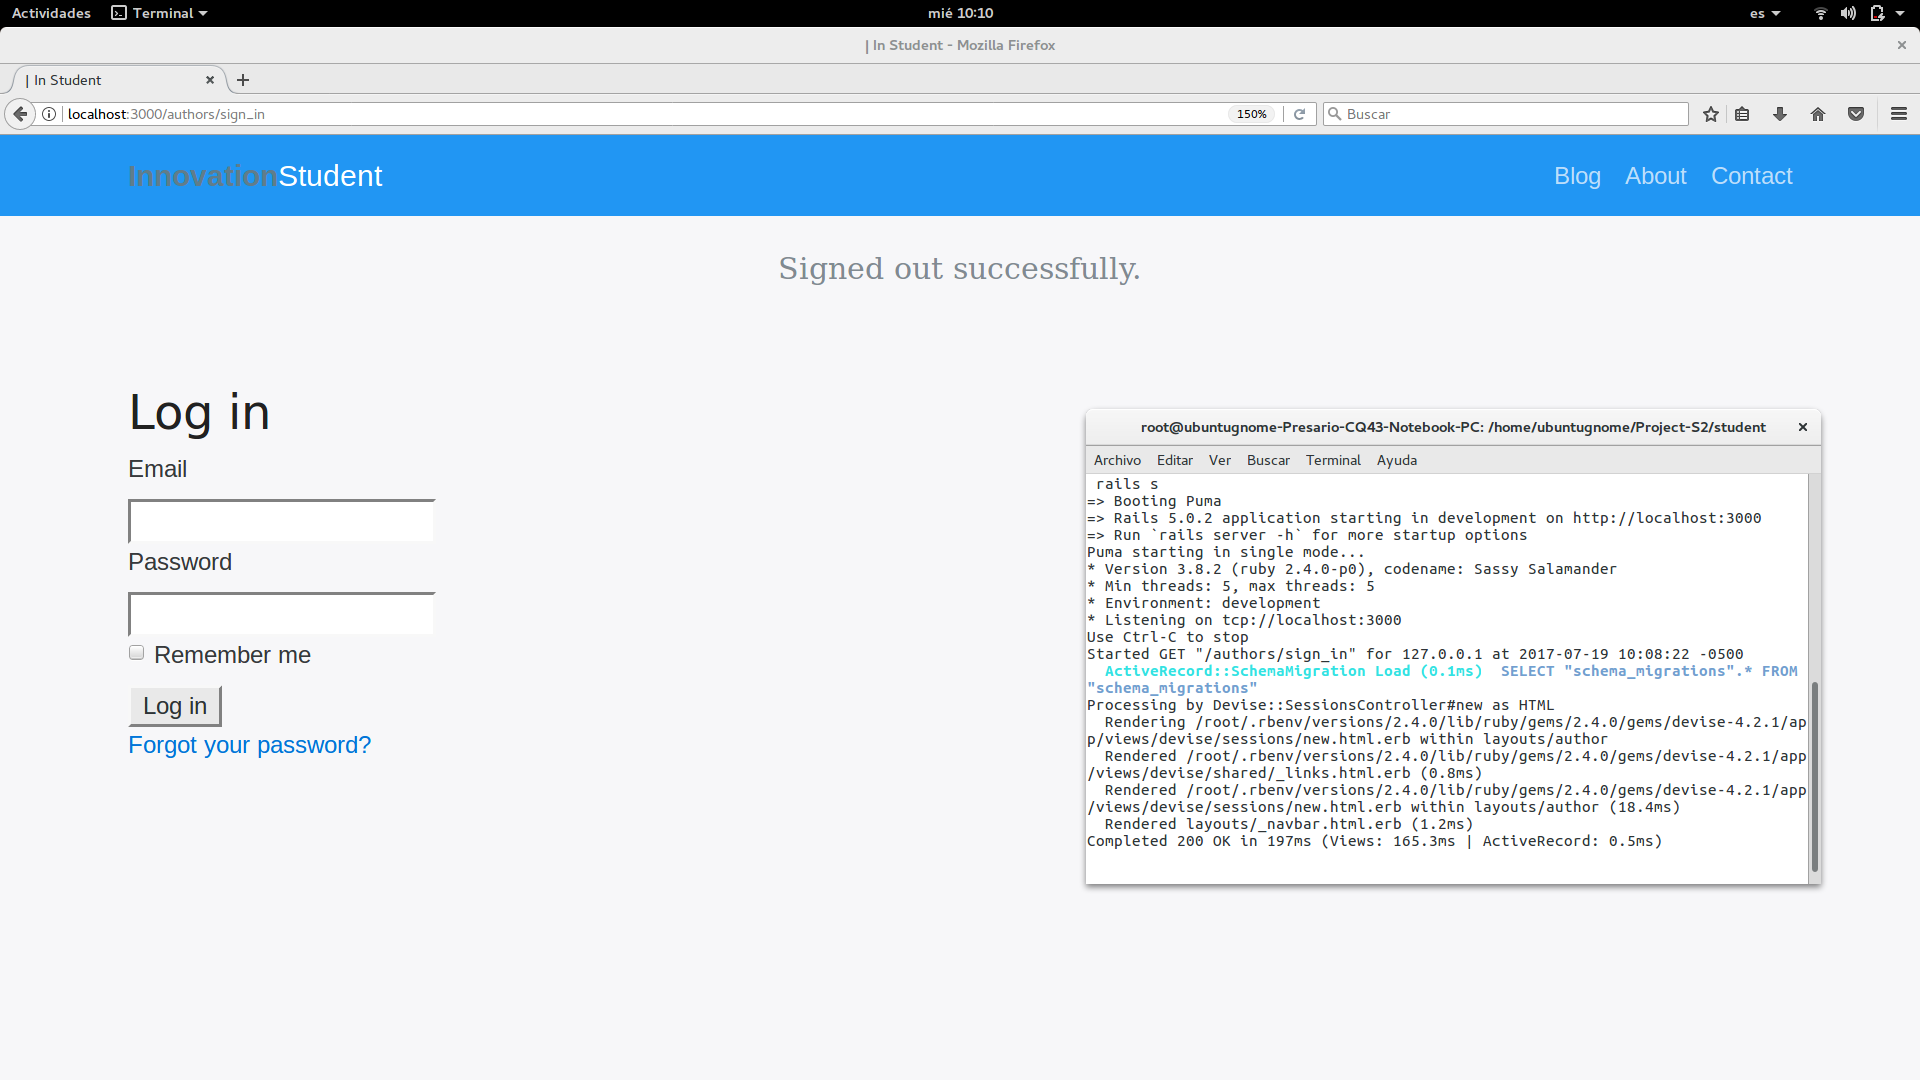 Actividades Terminal mié 10:10 es
| In Student - Mozilla Firefox
| In Student
localhost:3000/authors/sign_in 150% Buscar
InnovationStudent Blog About Contact
Signed out successfully.
Log in
Email
Password
Remember me
Log in
Forgot your password?
root@ubuntugnome-Presario-CQ43-Notebook-PC: /home/ubuntugnome/Project-S2/student
Archivo Editar Ver Buscar Terminal Ayuda
rails s
=> Booting Puma
=> Rails 5.0.2 application starting in development on http://localhost:3000
=> Run `rails server -h` for more startup options
Puma starting in single mode...
* Version 3.8.2 (ruby 2.4.0-p0), codename: Sassy Salamander
* Min threads: 5, max threads: 5
* Environment: development
* Listening on tcp://localhost:3000
Use Ctrl-C to stop
Started GET "/authors/sign_in" for 127.0.0.1 at 2017-07-19 10:08:22 -0500
ActiveRecord::SchemaMigration Load (0.1ms) SELECT "schema_migrations".* FROM
"schema_migrations"
Processing by Devise::SessionsController#new as HTML
Rendering /root/.rbenv/versions/2.4.0/lib/ruby/gems/2.4.0/gems/devise-4.2.1/ap
p/views/devise/sessions/new.html.erb within layouts/author
Rendered /root/.rbenv/versions/2.4.0/lib/ruby/gems/2.4.0/gems/devise-4.2.1/app
/views/devise/shared/_links.html.erb (0.8ms)
Rendered /root/.rbenv/versions/2.4.0/lib/ruby/gems/2.4.0/gems/devise-4.2.1/app
/views/devise/sessions/new.html.erb within layouts/author (18.4ms)
Rendered layouts/_navbar.html.erb (1.2ms)
Completed 200 OK in 197ms (Views: 165.3ms | ActiveRecord: 0.5ms)